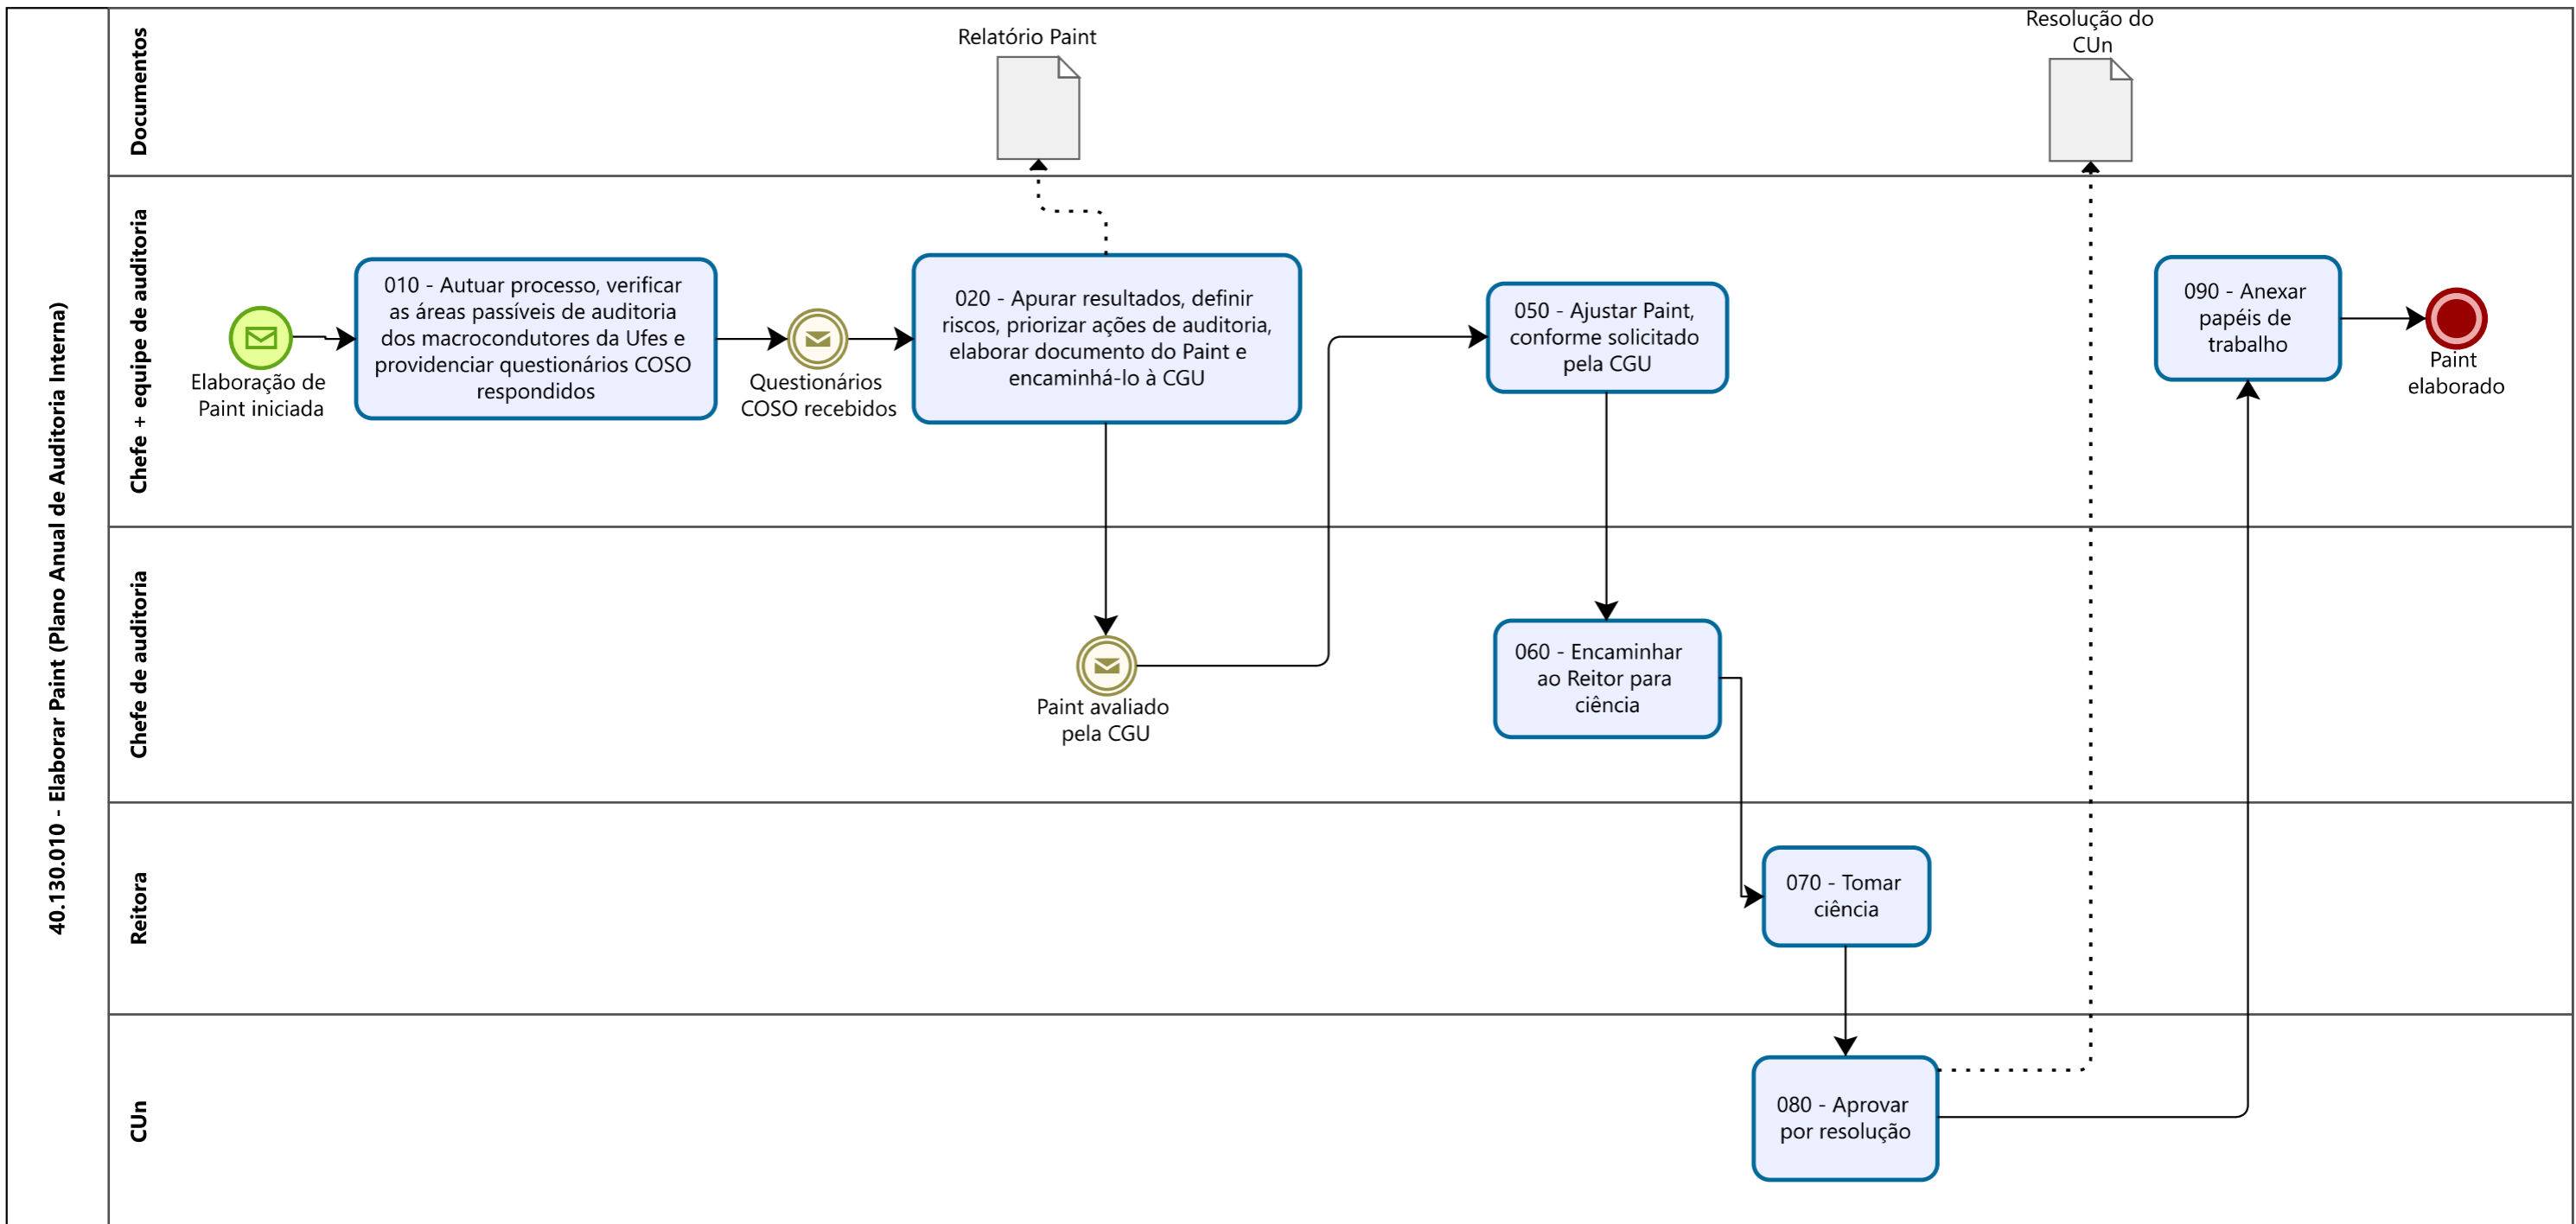 40.130.010 - Elaborar Paint (Plano Anual de Auditoria Interna)
Documentos
Relatório Paint
Resolução do
CUn
Chefe + equipe de auditoria
Elaboração de
Paint iniciada
010 - Autuar processo, verificar
as áreas passíveis de auditoria
dos macrocondutores da Ufes e
providenciar questionários COSO
respondidos
Questionários
COSO recebidos
020 - Apurar resultados, definir
riscos, priorizar ações de auditoria,
elaborar documento do Paint e
encaminhá-lo à CGU
050 - Ajustar Paint,
conforme solicitado
pela CGU
090 - Anexar
papéis de
trabalho
Paint
elaborado
Chefe de auditoria
Paint avaliado
pela CGU
060 - Encaminhar
ao Reitor para
ciência
Reitora
070 - Tomar
ciência
CUn
080 - Aprovar
por resolução